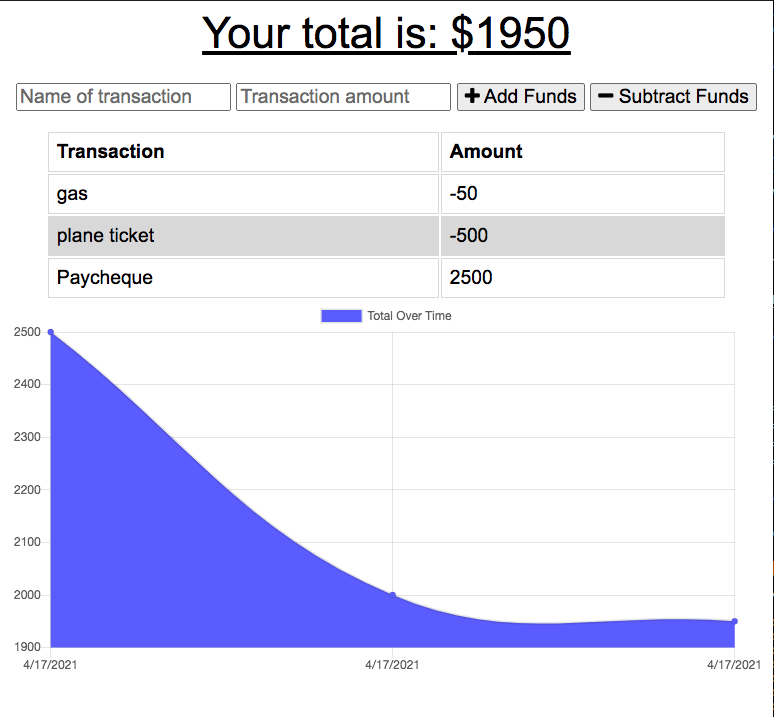 Your total is: $1950
Name of transaction Transaction amount Add Funds Subtract Funds
Transaction Amount
gas -50
plane ticket -500
Paycheque 2500
Total Over Time
2500
2400
2300
2200
2100
2000
1900
4/17/2021 4/17/2021 4/17/2021